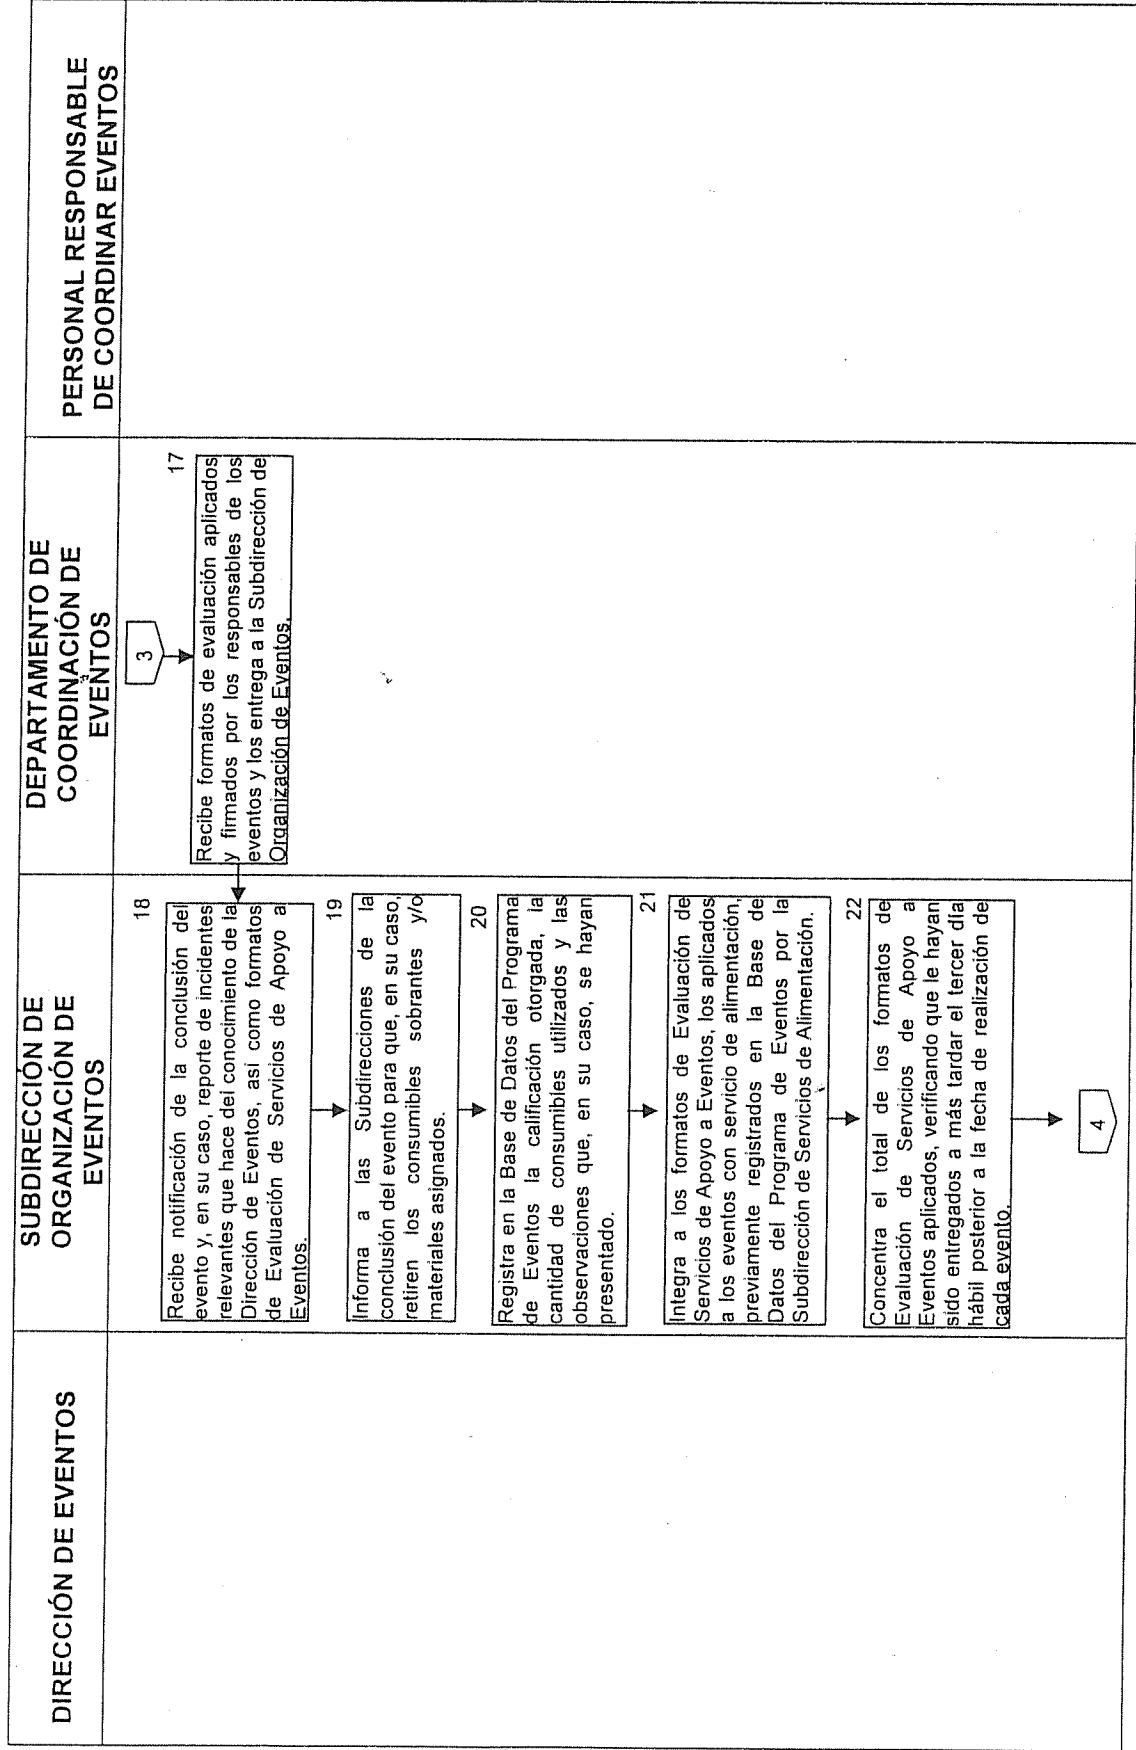 DIRECCIÓN DE EVENTOS
SUBDIRECCIÓN DE
ORGANIZACIÓN DE
EVENTOS
DEPARTAMENTO DE
COORDINACIÓN DE
EVENTOS
PERSONAL RESPONSABLE
DE COORDINAR EVENTOS
3
17
Recibe formatos de evaluación aplicados
y firmados por los responsables de los
eventos y los entrega a la Subdirección de
Organización de Eventos.
18
Recibe notificación de la conclusión del
evento y, en su caso, reporte de incidentes
relevantes que hace del conocimiento de la
Dirección de Eventos, así como formatos
de Evaluación de Servicios de Apoyo a
Eventos.
19
Informa a las Subdirecciones de la
conclusión del evento para que, en su caso,
retiren los consumibles sobrantes y/o
materiales asignados.
20
Registra en la Base de Datos del Programa
de Eventos la calificación otorgada, la
cantidad de consumibles utilizados y las
observaciones que, en su caso, se hayan
presentado.
21
Integra a los formatos de Evaluación de
Servicios de Apoyo a Eventos, los aplicados
a los eventos con servicio de alimentación,
previamente registrados en la Base de
Datos del Programa de Eventos por la
Subdirección de Servicios de Alimentación.
22
Concentra el total de los formatos de
Evaluación de Servicios de Apoyo a
Eventos aplicados, verificando que le hayan
sido entregados a más tardar el tercer día
hábil posterior a la fecha de realización de
cada evento.
4